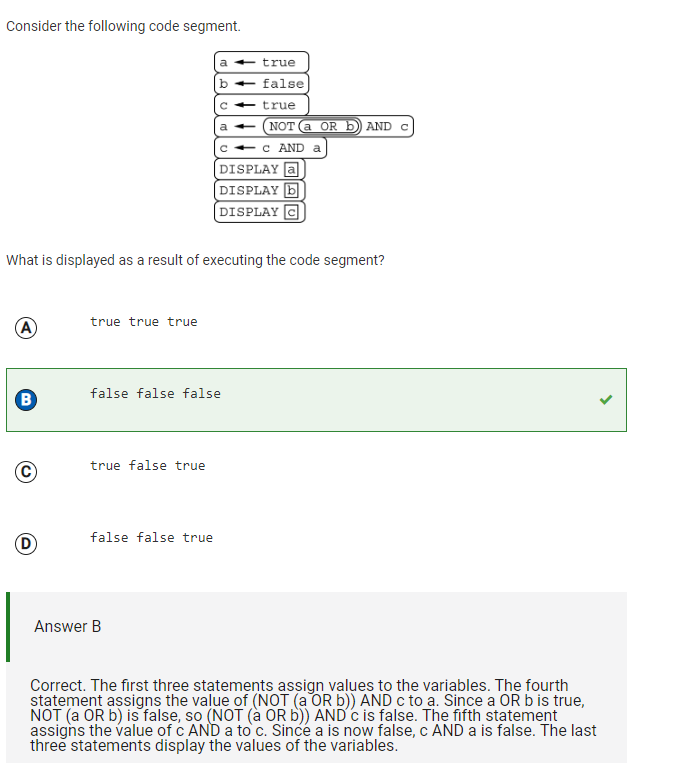 Consider the following code segment.
a ← true
b ← false
c ← true
a ← (NOT (a OR b)) AND c
c ← c AND a
DISPLAY a
DISPLAY b
DISPLAY c
What is displayed as a result of executing the code segment?
A true true true
B false false false
C true false true
D false false true
Answer B
Correct. The first three statements assign values to the variables. The fourth
statement assigns the value of (NOT (a OR b)) AND c to a. Since a OR b is true,
NOT (a OR b) is false, so (NOT (a OR b)) AND c is false. The fifth statement
assigns the value of c AND a to c. Since a is now false, c AND a is false. The last
three statements display the values of the variables.